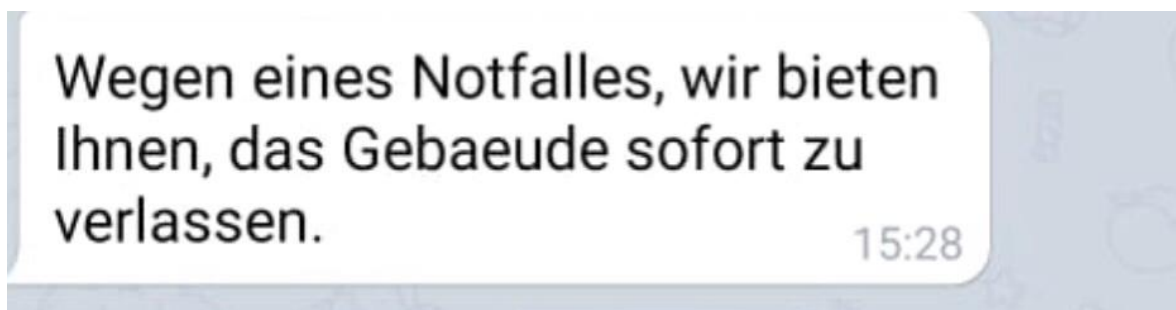 Wegen eines Notfalles, wir bieten
Ihnen, das Gebaeude sofort zu
verlassen.
15:28